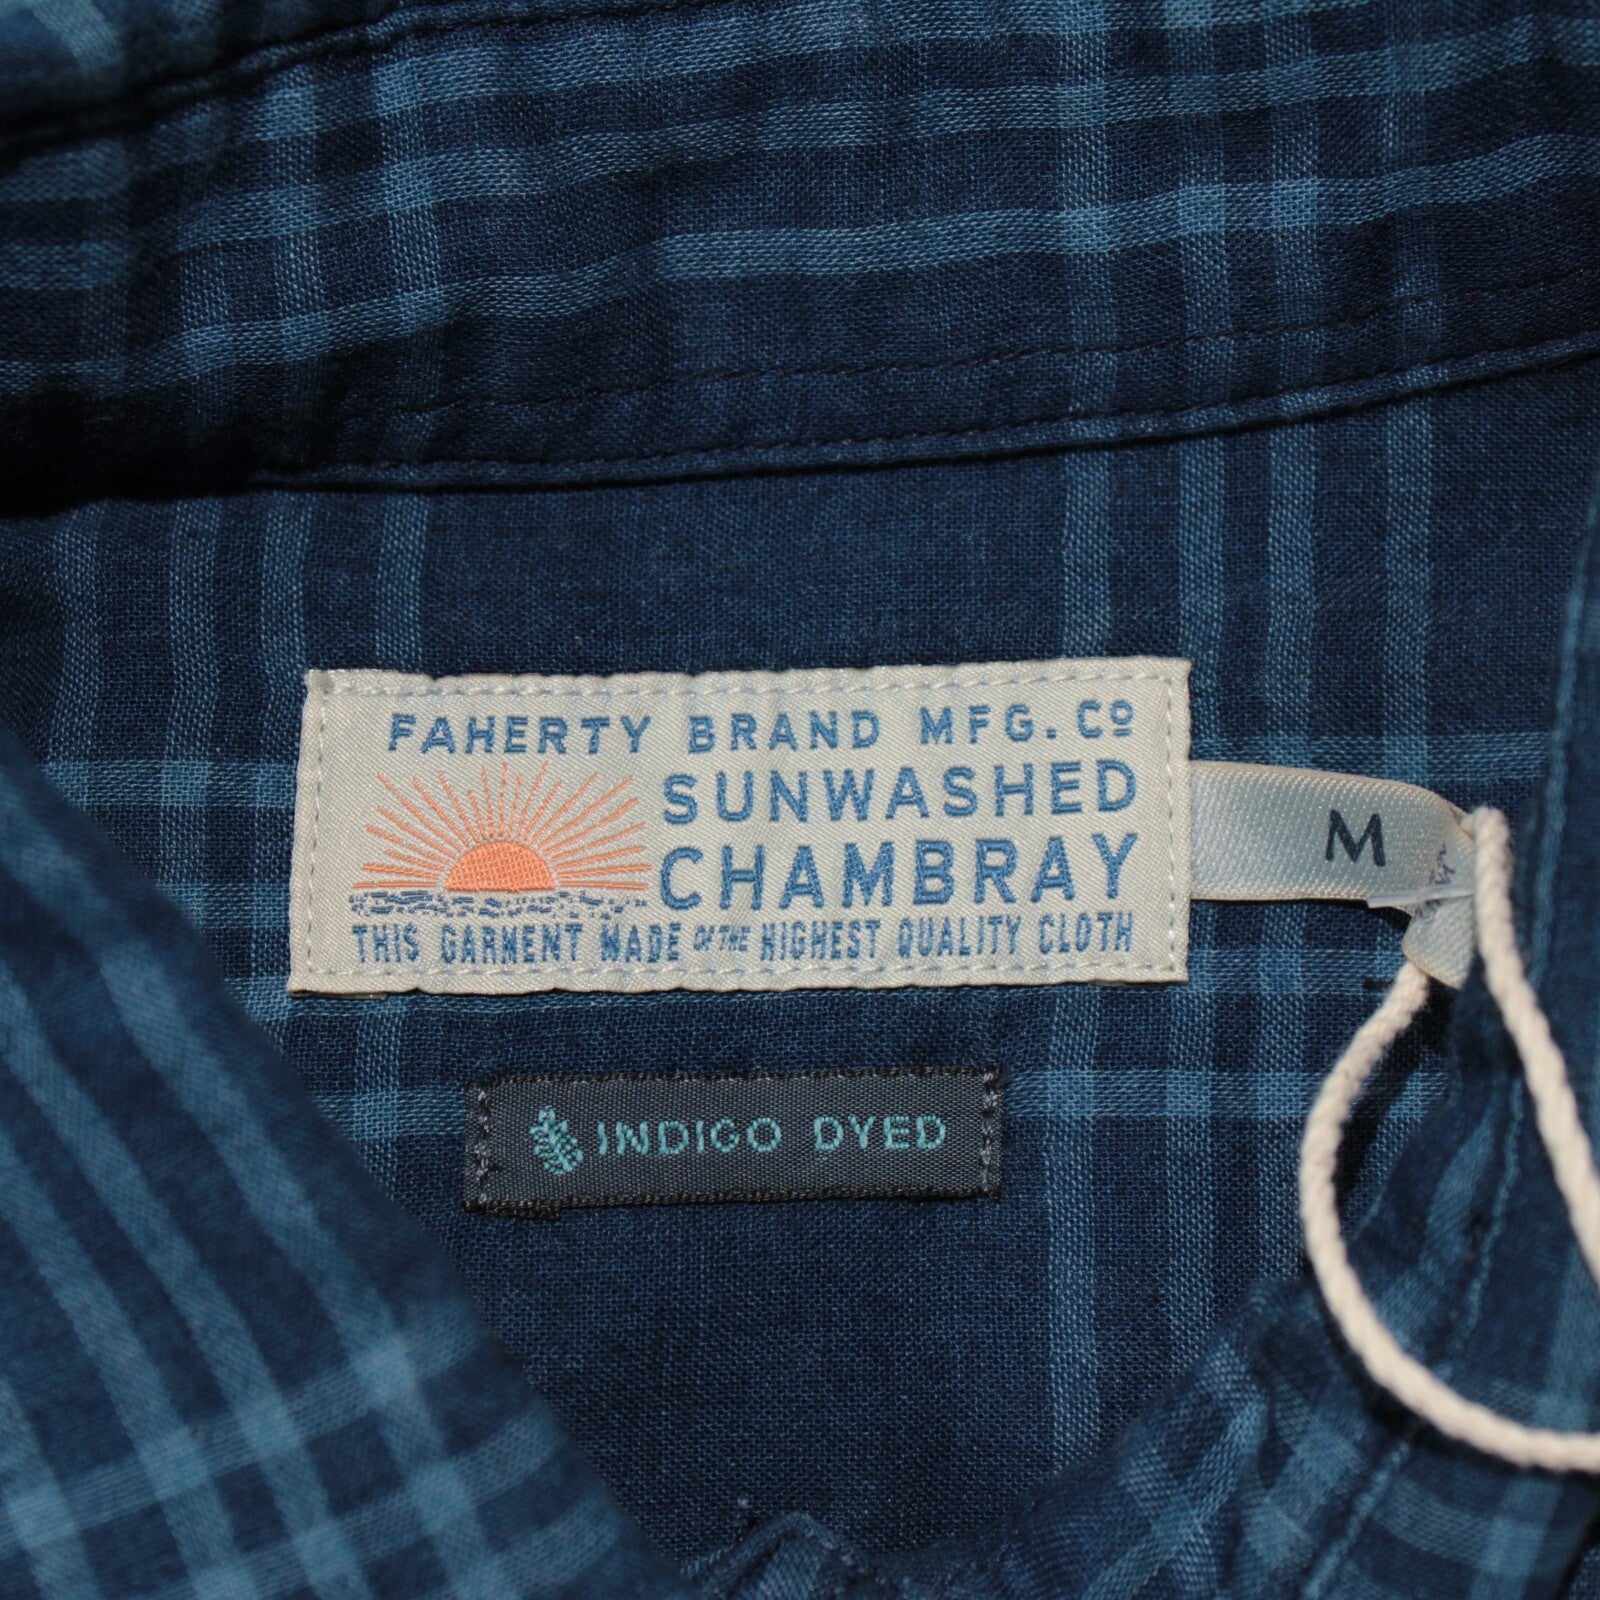 FAHERTY BRAND MFG. Cº
SUNWASHED
CHAMBRAY
THIS GARMENT MADE OF THE HIGHEST QUALITY CLOTH
M
INDIGO DYED